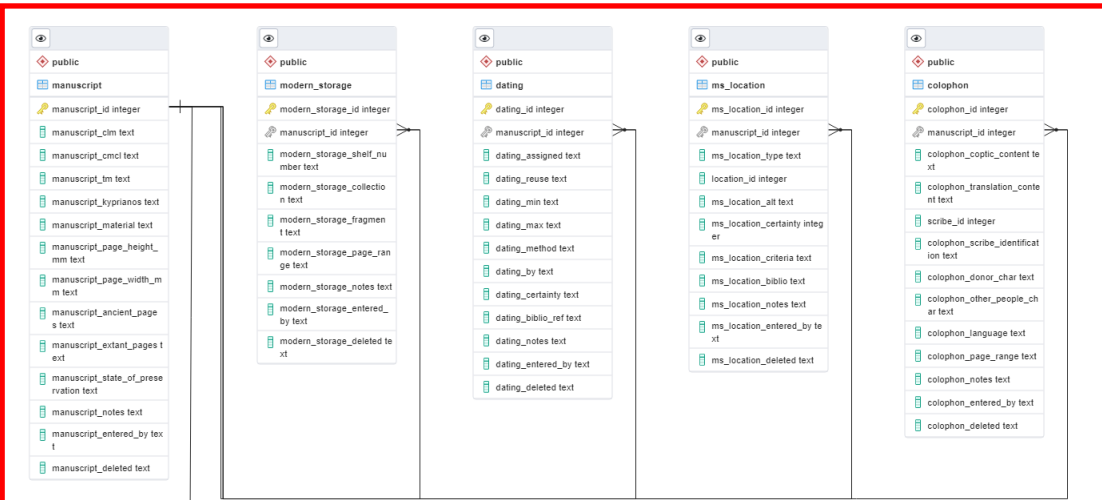 public
manuscript
manuscript_id integer
manuscript_clm text
manuscript_cmcl text
manuscript_tm text
manuscript_kyprianos text
manuscript_material text
manuscript_page_height_
mm text
manuscript_page_width_m
m text
manuscript_ancient_page
s text
manuscript_extant_pages t
ext
manuscript_state_of_prese
rvation text
manuscript_notes text
manuscript_entered_by tex
t
manuscript_deleted text
public
modern_storage
modern_storage_id integer
manuscript_id integer
modern_storage_shelf_nu
mber text
modern_storage_collectio
n text
modern_storage_fragmen
t text
modern_storage_page_ran
ge text
modern_storage_notes text
modern_storage_entered_
by text
modern_storage_deleted te
xt
public
dating
dating_id integer
manuscript_id integer
dating_assigned text
dating_reuse text
dating_min text
dating_max text
dating_method text
dating_by text
dating_certainty text
dating_biblio_ref text
dating_notes text
dating_entered_by text
dating_deleted text
public
ms_location
ms_location_id integer
manuscript_id integer
ms_location_type text
location_id integer
ms_location_alt text
ms_location_certainty integ
er
ms_location_criteria text
ms_location_biblio text
ms_location_notes text
ms_location_entered_by te
xt
ms_location_deleted text
public
colophon
colophon_id integer
manuscript_id integer
colophon_coptic_content te
xt
colophon_translation_conte
nt text
scribe_id integer
colophon_scribe_identificat
ion text
colophon_donor_char text
colophon_other_people_ch
ar text
colophon_language text
colophon_page_range text
colophon_notes text
colophon_entered_by text
colophon_deleted text